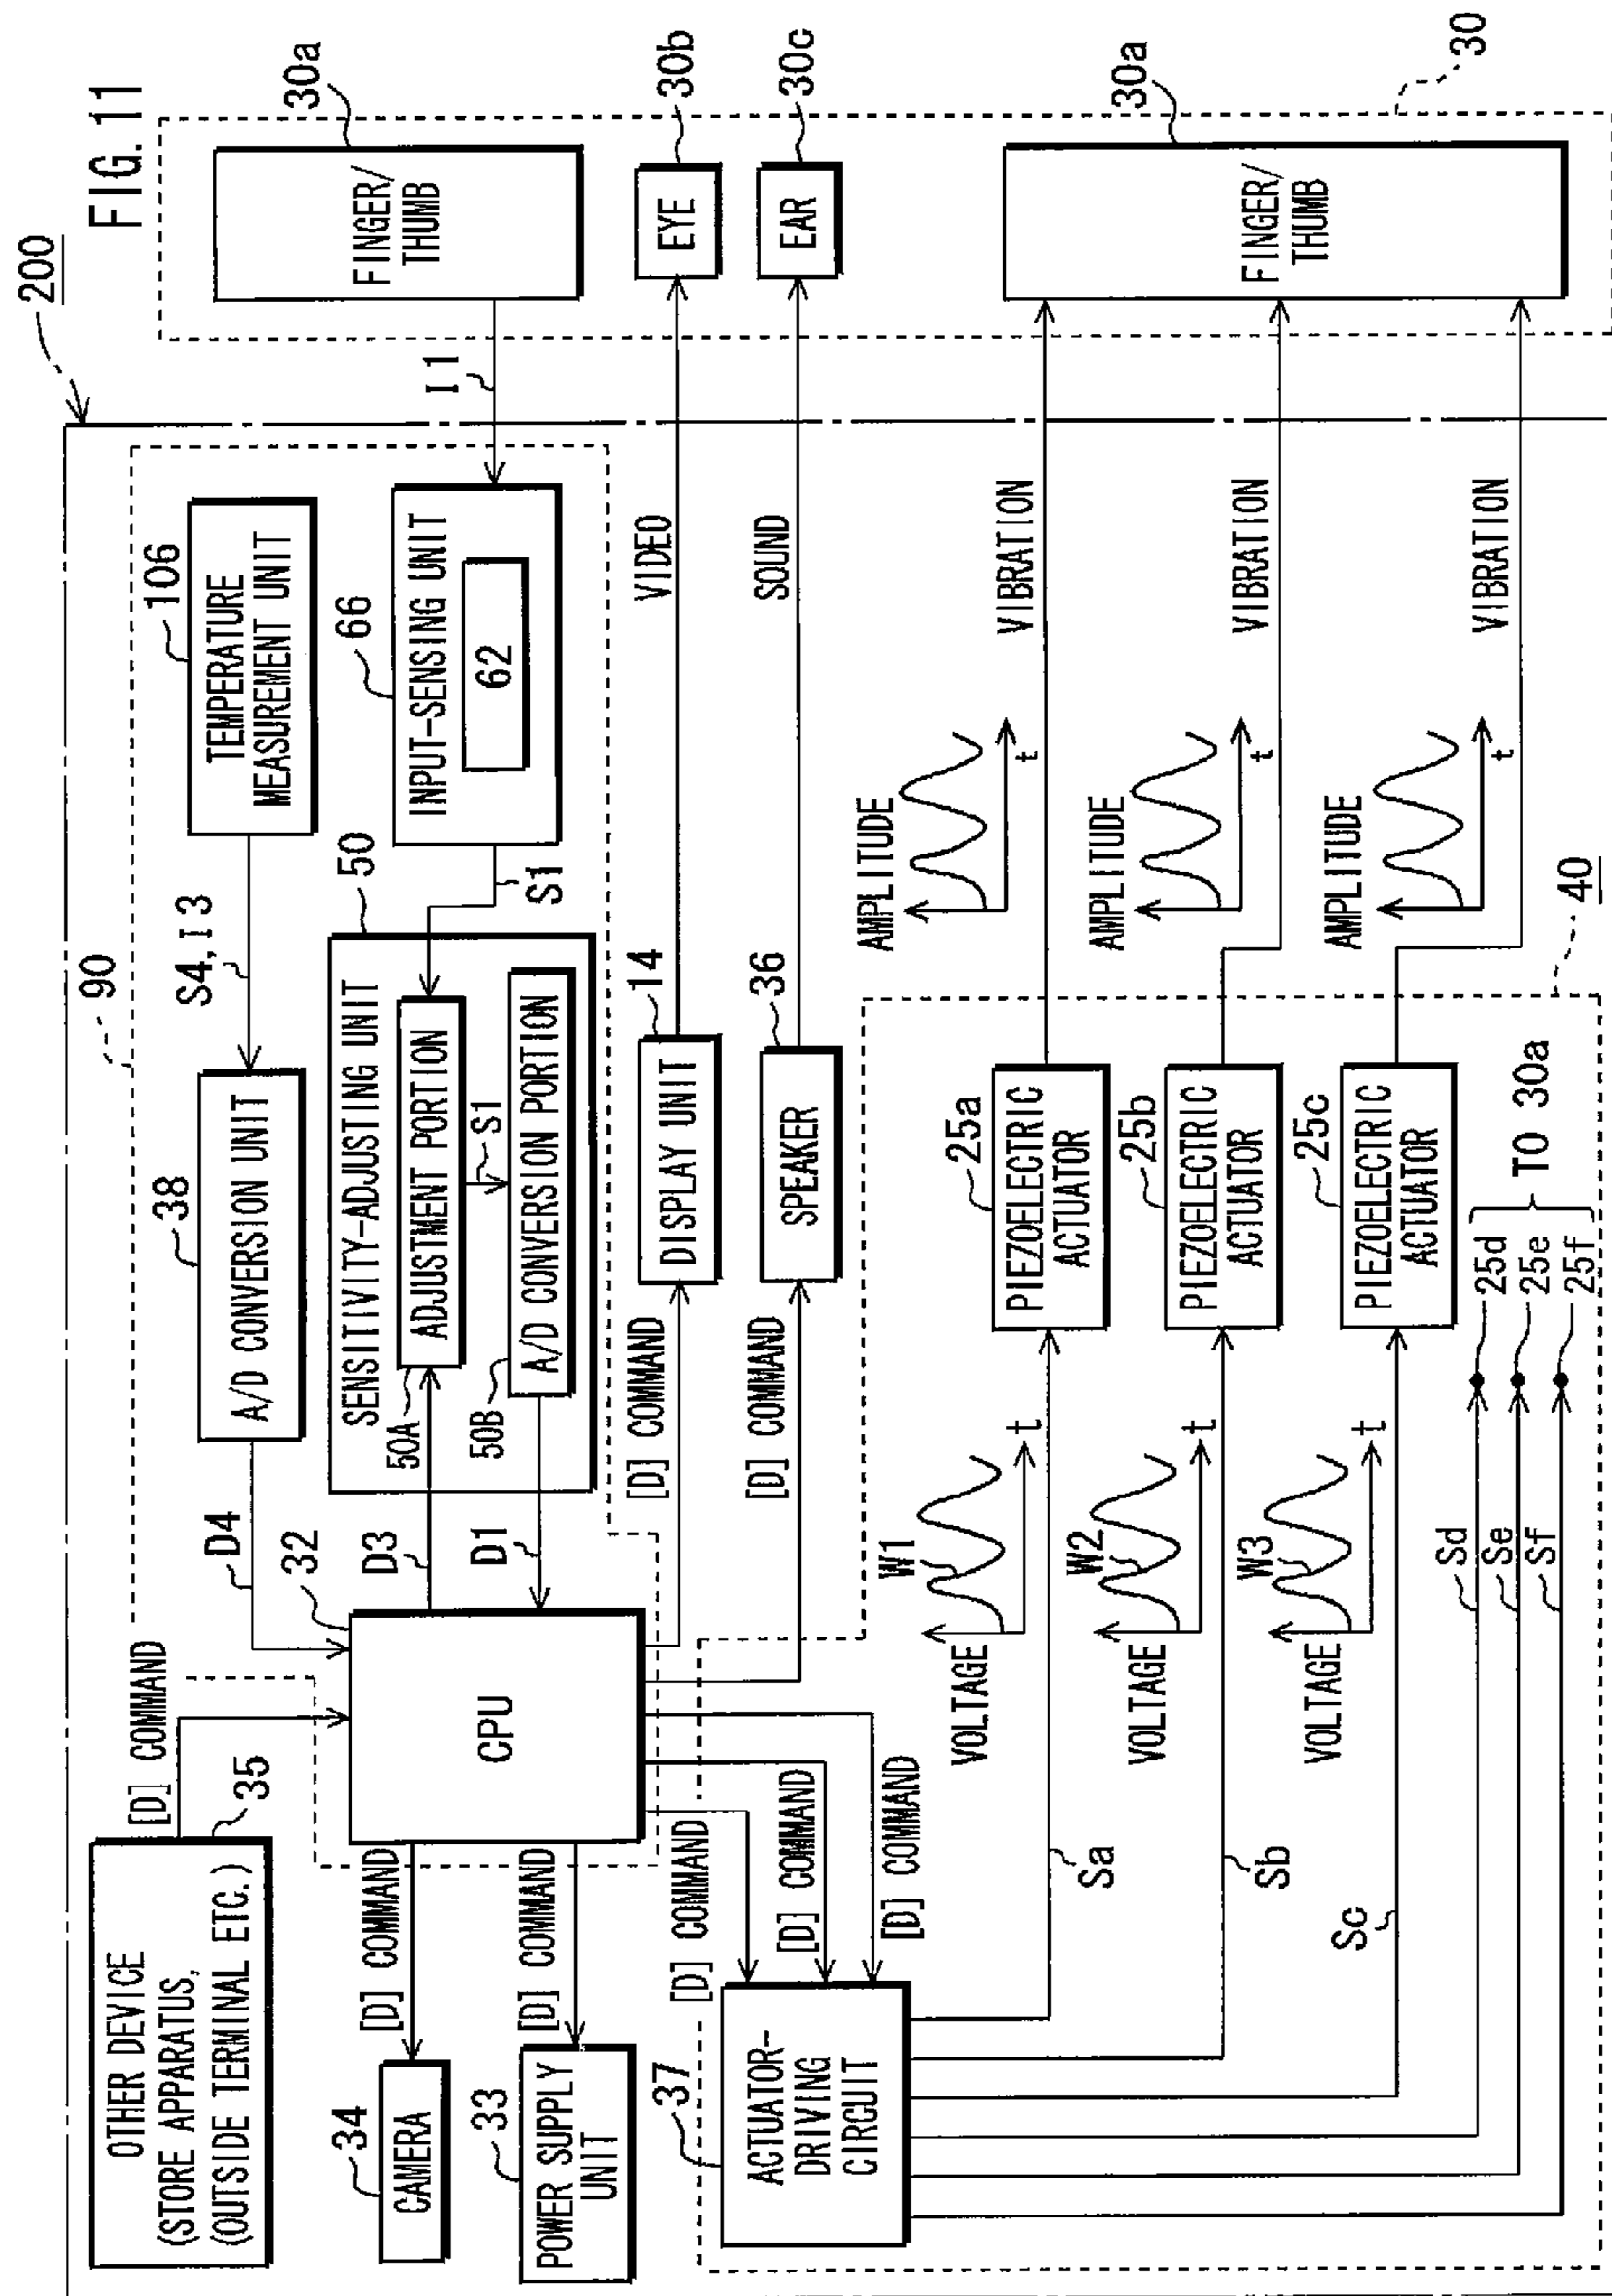 FIG. 11
200
OTHER DEVICE
(STORE APPARATUS,
(OUTSIDE TERMINAL ETC.)
35
[D] COMMAND
90
D4
38
A/D CONVERSION UNIT
S4, I3
106
TEMPERATURE
MEASUREMENT UNIT
30a
FINGER/
THUMB
34
CAMERA
[D] COMMAND
32
CPU
D3
D1
50
SENSITIVITY-ADJUSTING UNIT
50A
ADJUSTMENT PORTION
S1
50B
A/D CONVERSION PORTION
S1
66
INPUT-SENSING UNIT
62
I1
33
POWER SUPPLY
UNIT
[D] COMMAND
[D] COMMAND
14
DISPLAY UNIT
VIDEO
EYE
30b
[D] COMMAND
36
SPEAKER
SOUND
EAR
30c
37
ACTUATOR-
DRIVING
CIRCUIT
[D] COMMAND
[D] COMMAND
[D] COMMAND
VOLTAGE
W1
t
Sa
25a
PIEZOELECTRIC
ACTUATOR
AMPLITUDE
t
VIBRATION
30a
FINGER/
THUMB
VOLTAGE
W2
t
Sb
25b
PIEZOELECTRIC
ACTUATOR
AMPLITUDE
t
VIBRATION
VOLTAGE
W3
t
Sc
25c
PIEZOELECTRIC
ACTUATOR
AMPLITUDE
t
VIBRATION
Sd
25d
Se
25e
Sf
25f
TO 30a
40
30